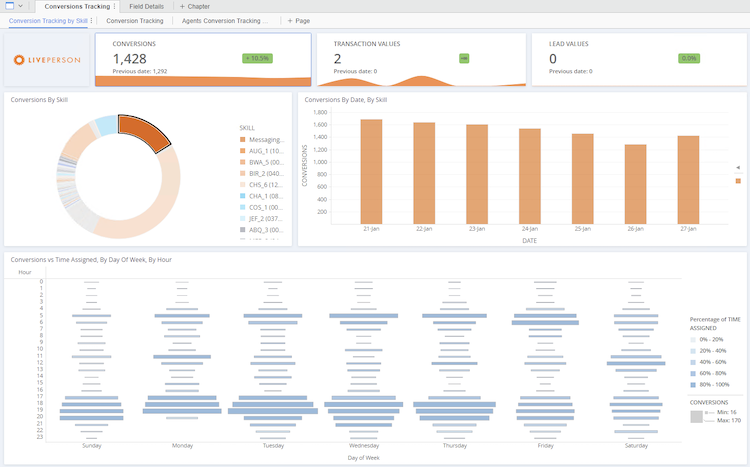 Conversions Tracking
Field Details
+ Chapter
Conversion Tracking by Skill
Conversion Tracking
Agents Conversion Tracking ...
+ Page
LIVEPERSON
CONVERSIONS
1,428
+ 10.5%
Previous date: 1,292
TRANSACTION VALUES
2
Previous date: 0
LEAD VALUES
0
0.0%
Previous date: 0
Conversions By Skill
SKILL
Messaging...
AUG_1 (10...
BWA_5 (00...
BIR_2 (040...
CHS_6 (12...
CHA_1 (08...
COS_1 (00...
JEF_2 (037...
ABQ_3 (00...
Conversions By Date, By Skill
CONVERSIONS
1,800
1,600
1,400
1,200
1,000
800
600
400
200
21-Jan
22-Jan
23-Jan
24-Jan
25-Jan
26-Jan
27-Jan
DATE
Conversions vs Time Assigned, By Day Of Week, By Hour
Hour
0
1
2
3
4
5
6
7
8
9
10
11
12
13
14
15
16
17
18
19
20
21
22
23
Sunday
Monday
Tuesday
Wednesday
Thursday
Friday
Saturday
Day of Week
Percentage of TIME
ASSIGNED
0% - 20%
20% - 40%
40% - 60%
60% - 80%
80% - 100%
CONVERSIONS
Min: 16
Max: 170